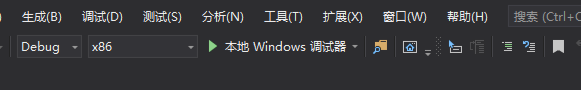 生成(B) 调试(D) 测试(S) 分析(N) 工具(T) 扩展(X) 窗口(W) 帮助(H) 搜索 (Ctrl+
Debug x86 本地 Windows 调试器